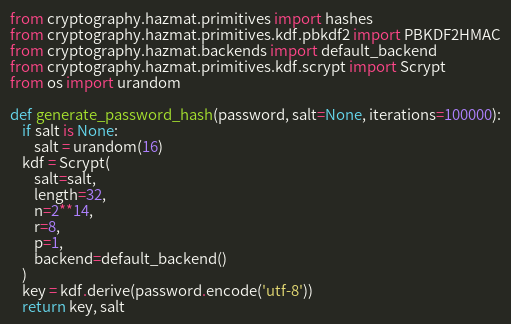 from cryptography.hazmat.primitives import hashes
from cryptography.hazmat.primitives.kdf.pbkdf2 import PBKDF2HMAC
from cryptography.hazmat.backends import default_backend
from cryptography.hazmat.primitives.kdf.scrypt import Scrypt
from os import urandom

def generate_password_hash(password, salt=None, iterations=100000):
    if salt is None:
        salt = urandom(16)
    kdf = Scrypt(
        salt=salt,
        length=32,
        n=2**14,
        r=8,
        p=1,
        backend=default_backend()
    )
    key = kdf.derive(password.encode('utf-8'))
    return key, salt